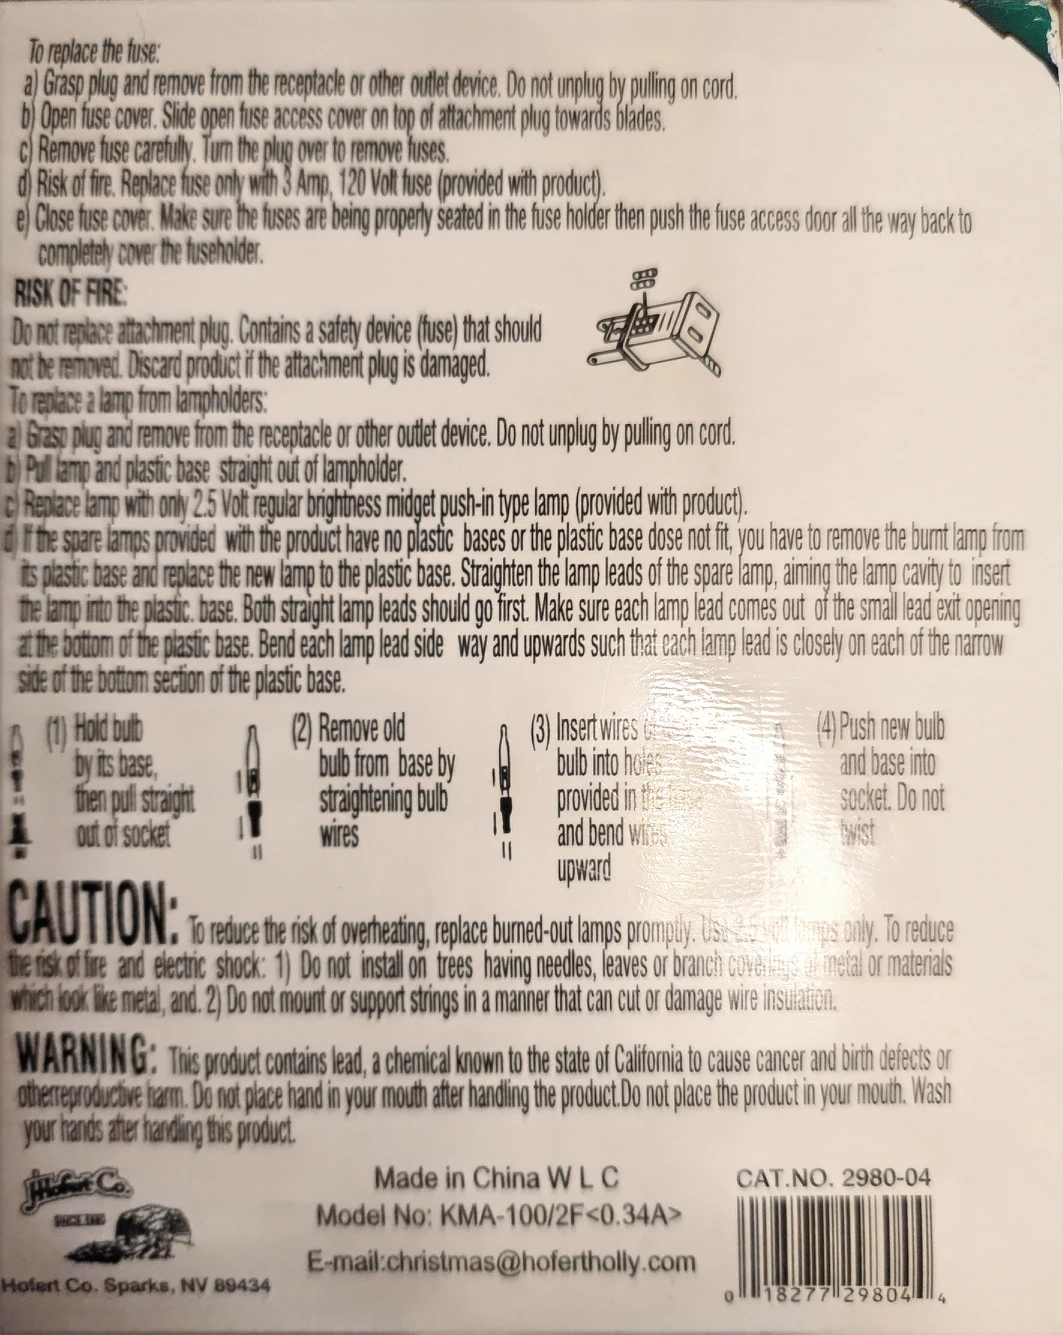 To replace the fuse:
a) Grasp plug and remove from the receptacle or other outlet device. Do not unplug by pulling on cord.
b) Open fuse cover. Slide open fuse access cover on top of attachment plug towards blades.
c) Remove fuse carefully. Turn the plug over to remove fuses.
d) Risk of fire. Replace fuse only with 3 Amp, 120 Volt fuse (provided with product).
e) Close fuse cover. Make sure the fuses are being properly seated in the fuse holder then push the fuse access door all the way back to
completely cover the fuseholder.
RISK OF FIRE:
Do not replace attachment plug. Contains a safety device (fuse) that should
not be removed. Discard product if the attachment plug is damaged.
To replace a lamp from lampholders:
a) Grasp plug and remove from the receptacle or other outlet device. Do not unplug by pulling on cord.
b) Pull lamp and plastic base straight out of lampholder.
c) Replace lamp with only 2.5 Volt regular brightness midget push-in type lamp (provided with product).
d) If the spare lamps provided with the product have no plastic bases or the plastic base dose not fit, you have to remove the burnt lamp from
its plastic base and replace the new lamp to the plastic base. Straighten the lamp leads of the spare lamp, aiming the lamp cavity to insert
the lamp into the plastic. base. Both straight lamp leads should go first. Make sure each lamp lead comes out of the small lead exit opening
at the bottom of the plastic base. Bend each lamp lead side way and upwards such that each lamp lead is closely on each of the narrow
side of the bottom section of the plastic base.
(1) Hold bulb
by its base,
then pull straight
out of socket
(2) Remove old
bulb from base by
straightening bulb
wires
(3) Insert wires
bulb into holes
provided in the
and bend wires
upward
(4) Push new bulb
and base into
socket. Do not
twist
CAUTION: To reduce the risk of overheating, replace burned-out lamps promptly. Use 2.5 volt lamps only. To reduce
the risk of fire and electric shock: 1) Do not install on trees having needles, leaves or branch coverings of metal or materials
which look like metal, and. 2) Do not mount or support strings in a manner that can cut or damage wire insulation.
WARNING: This product contains lead, a chemical known to the state of California to cause cancer and birth defects or
otherreproductive harm. Do not place hand in your mouth after handling the product.Do not place the product in your mouth. Wash
your hands after handling this product.
Hofert Co.
Hofert Co. Sparks, NV 89434
Made in China W L C
Model No: KMA-100/2F<0.34A>
E-mail:christmas@hofertholly.com
CAT.NO. 2980-04
0 18277 29804 4